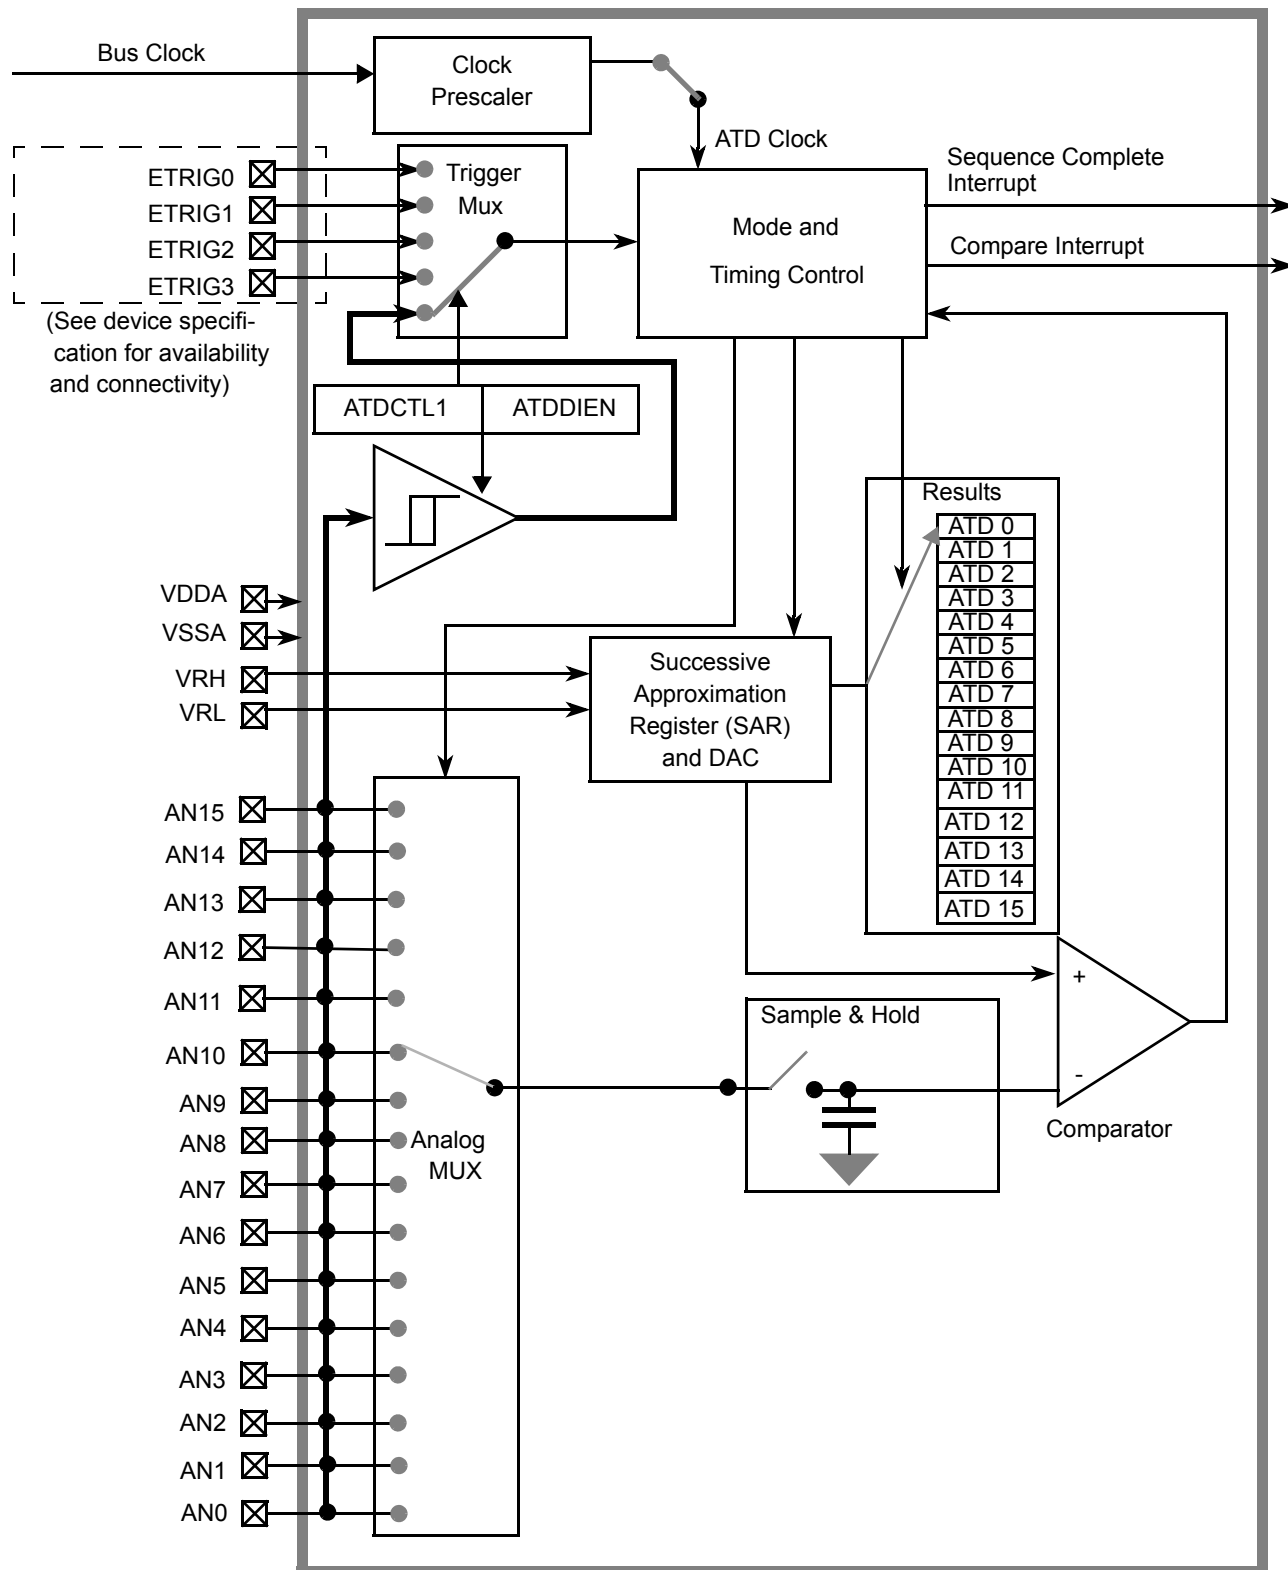 Bus Clock
Clock
Prescaler
ATD Clock
ETRIG0
ETRIG1
ETRIG2
ETRIG3
(See device specifi-
cation for availability
and connectivity)
Trigger
Mux
Mode and
Timing Control
Sequence Complete
Interrupt
Compare Interrupt
ATDCTL1
ATDDIEN
Results
ATD 0
ATD 1
ATD 2
ATD 3
ATD 4
ATD 5
ATD 6
ATD 7
ATD 8
ATD 9
ATD 10
ATD 11
ATD 12
ATD 13
ATD 14
ATD 15
VDDA
VSSA
VRH
VRL
Successive
Approximation
Register (SAR)
and DAC
AN15
AN14
AN13
AN12
AN11
AN10
AN9
AN8
AN7
AN6
AN5
AN4
AN3
AN2
AN1
AN0
Analog
MUX
Sample & Hold
+
-
Comparator